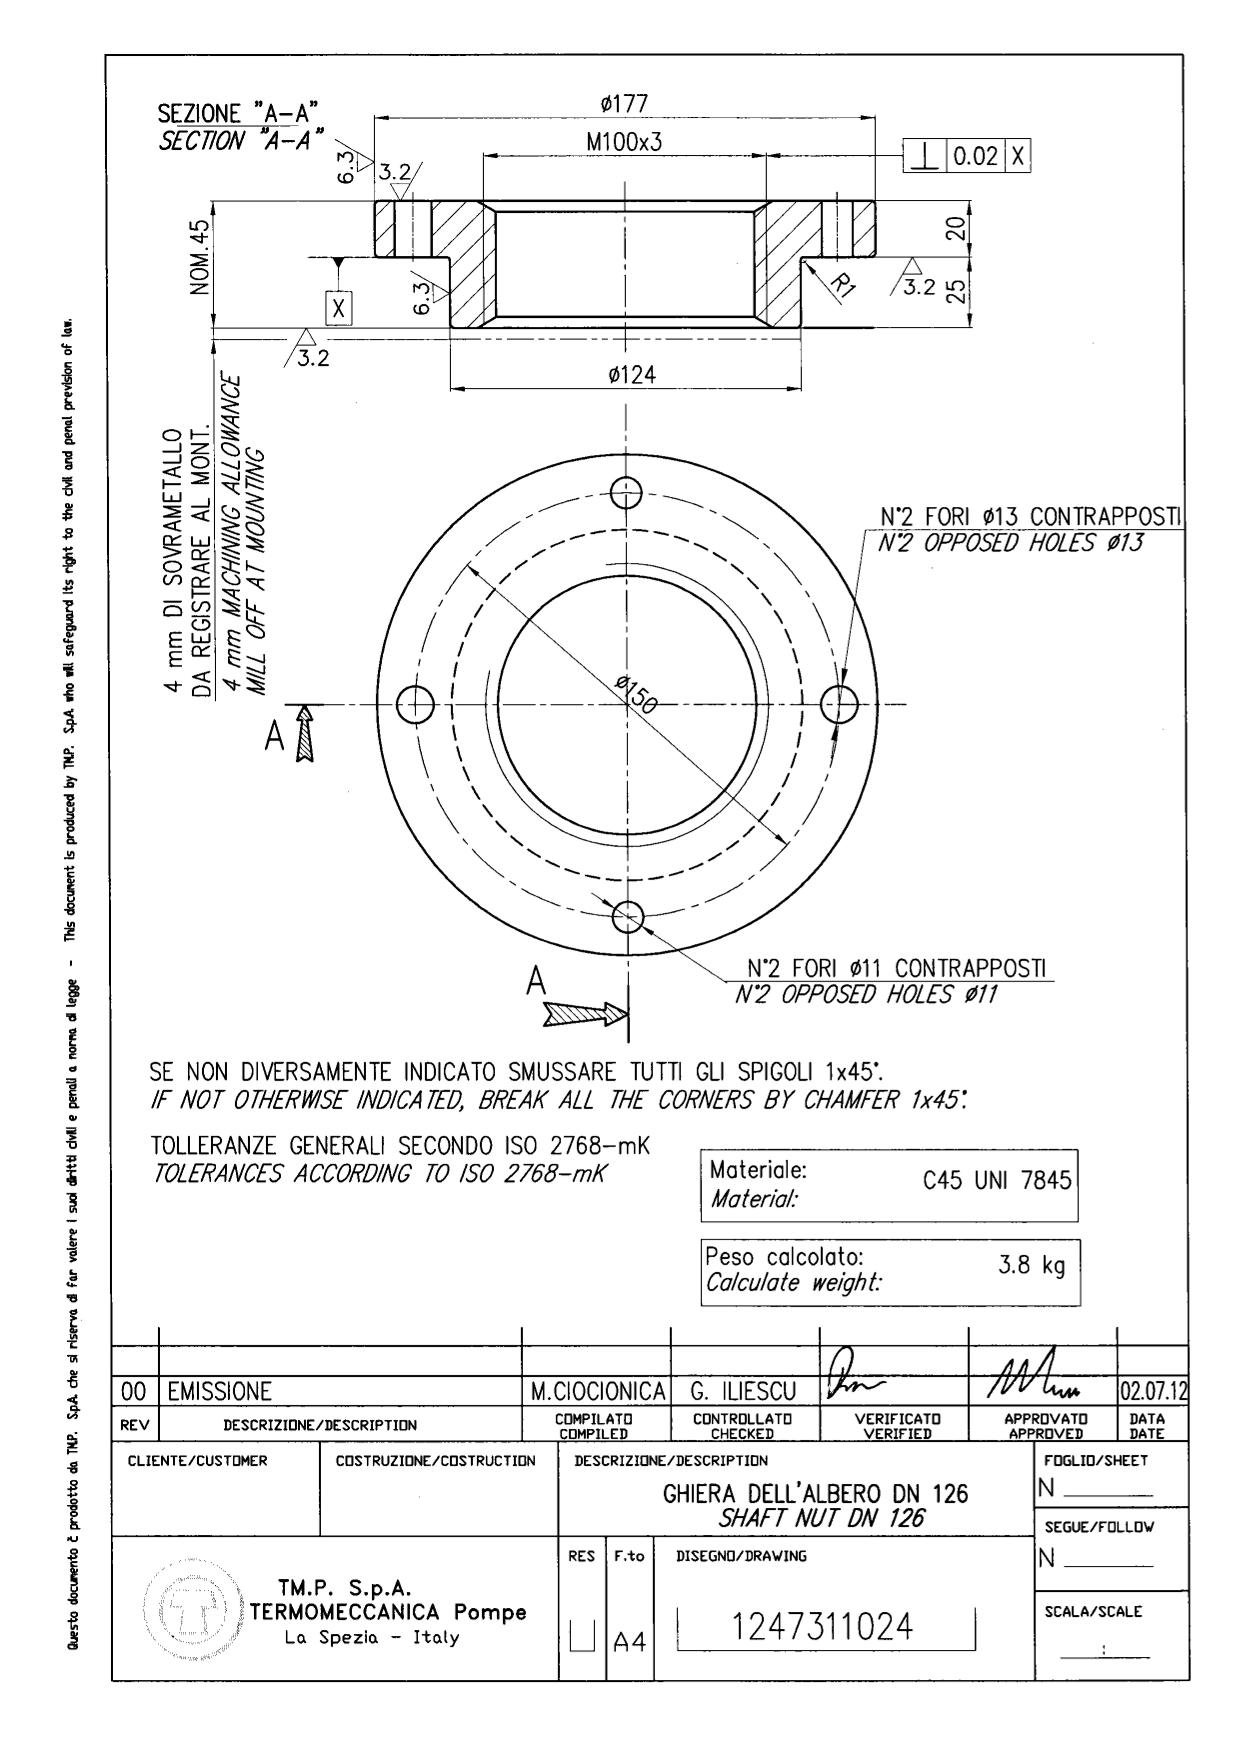 SEZIONE "A-A"
SECTION "A-A"
ø177
M100x3
⊥ 0.02 X
6.3
3.2
NOM.45
20
X
6.3
R1
3.2
25
3.2
ø124
4 mm DI SOVRAMETALLO
DA REGISTRARE AL MONT.
4 mm MACHINING ALLOWANCE
MILL OFF AT MOUNTING
N°2 FORI ø13 CONTRAPPOSTI
N°2 OPPOSED HOLES ø13
ø150
A
A
N°2 FORI ø11 CONTRAPPOSTI
N°2 OPPOSED HOLES ø11
SE NON DIVERSAMENTE INDICATO SMUSSARE TUTTI GLI SPIGOLI 1x45°.
IF NOT OTHERWISE INDICATED, BREAK ALL THE CORNERS BY CHAMFER 1x45°.
TOLLERANZE GENERALI SECONDO ISO 2768-mK
TOLERANCES ACCORDING TO ISO 2768-mK
Materiale:
Material:
C45 UNI 7845
Peso calcolato:
Calculate weight:
3.8 kg
00 EMISSIONE M.CIOCIONICA G. ILIESCU 02.07.12
REV DESCRIZIONE/DESCRIPTION COMPILATO CONTROLLATO VERIFICATO APPROVATO DATA
COMPILED CHECKED VERIFIED APPROVED DATE
CLIENTE/CUSTOMER COSTRUZIONE/COSTRUCTION DESCRIZIONE/DESCRIPTION FOGLIO/SHEET
GHIERA DELL'ALBERO DN 126
SHAFT NUT DN 126
N
SEGUE/FOLLOW
N
RES F.to DISEGNO/DRAWING
A4
1247311024
SCALA/SCALE
:
TM.P. S.p.A.
TERMOMECCANICA Pompe
La Spezia - Italy
Questo documento è prodotto da TM.P. S.p.A. che si riserva di far valere i suoi diritti civili e penali a norma di legge - This document is produced by TM.P. S.p.A. who will safeguard its right to the civil and penal prevision of law.